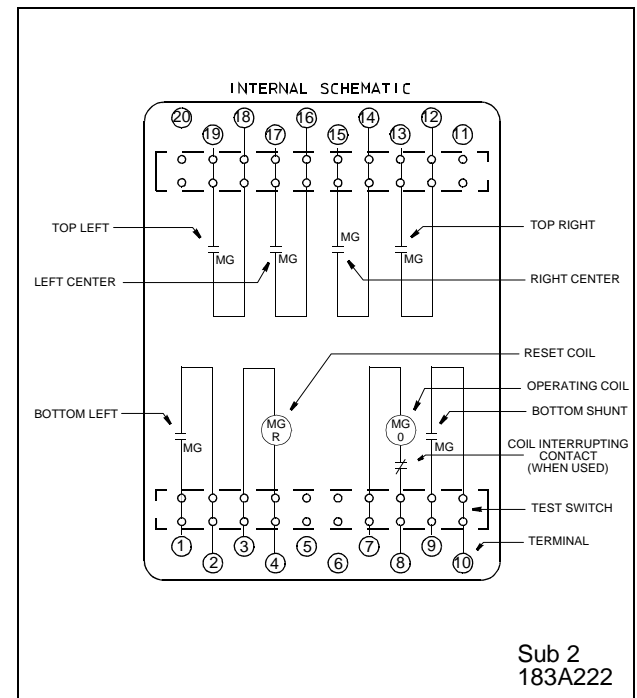 INTERNAL SCHEMATIC
20 18 16 14 12
19 17 15 13 11
TOP LEFT
TOP RIGHT
MG
MG
MG
MG
LEFT CENTER
RIGHT CENTER
RESET COIL
OPERATING COIL
BOTTOM LEFT
BOTTOM SHUNT
MG
R
MG
0
MG
MG
COIL INTERRUPTING
CONTACT
(WHEN USED)
TEST SWITCH
1 3 5 7 9
2 4 6 8 10
TERMINAL
Sub 2
183A222